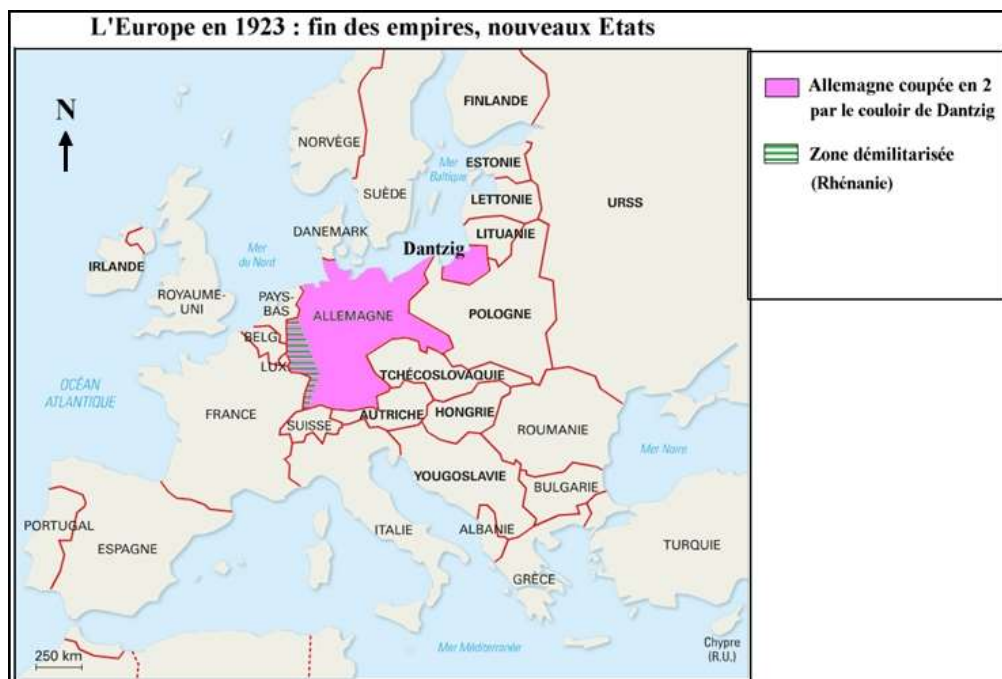 L'Europe en 1923 : fin des empires, nouveaux Etats
N
Allemagne coupée en 2
par le couloir de Dantzig
Zone démilitarisée
(Rhénanie)
FINLANDE
NORVÈGE
SUÈDE
Mer
Baltique
ESTONIE
LETTONIE
LITUANIE
URSS
DANEMARK
Dantzig
Mer
du Nord
IRLANDE
ROYAUME-
UNI
PAYS-
BAS
ALLEMAGNE
POLOGNE
BELG.
LUX.
TCHÉCOSLOVAQUIE
OCÉAN
ATLANTIQUE
FRANCE
SUISSE
AUTRICHE
HONGRIE
ROUMANIE
Mer Noire
YOUGOSLAVIE
BULGARIE
PORTUGAL
ESPAGNE
ITALIE
ALBANIE
TURQUIE
GRÈCE
Mer Méditerranée
Chypre
(R.U.)
250 km